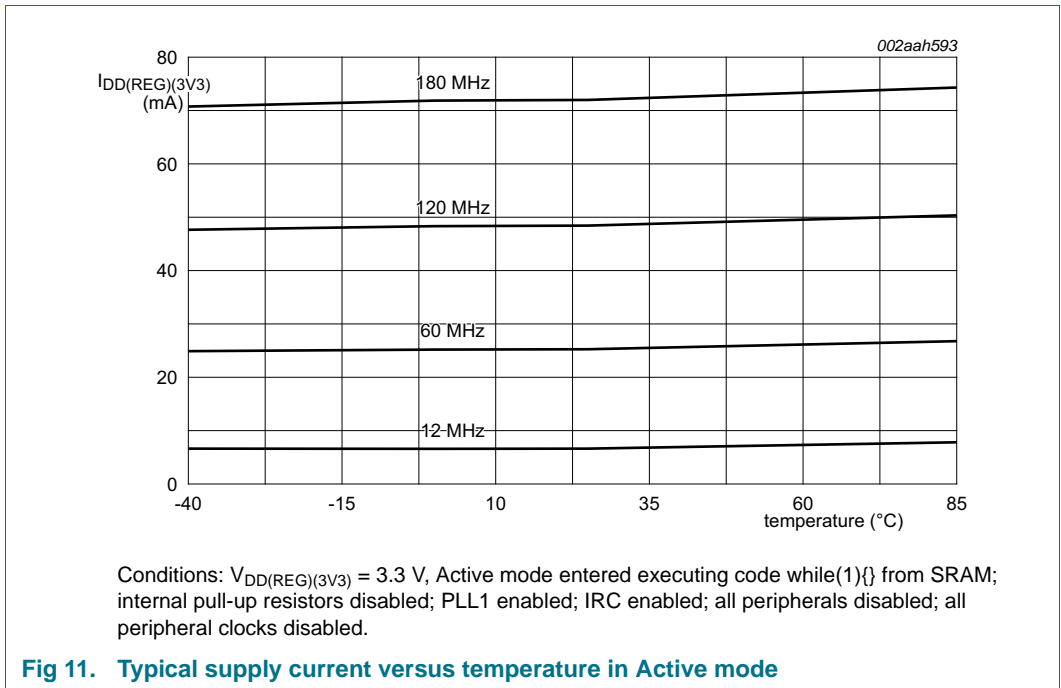 002aah593
80
IDD(REG)(3V3)
(mA)
180 MHz
60
120 MHz
40
60 MHz
20
12 MHz
0
-40 -15 10 35 60 85
temperature (°C)
Conditions: VDD(REG)(3V3) = 3.3 V, Active mode entered executing code while(1){} from SRAM;
internal pull-up resistors disabled; PLL1 enabled; IRC enabled; all peripherals disabled; all
peripheral clocks disabled.
Fig 11. Typical supply current versus temperature in Active mode